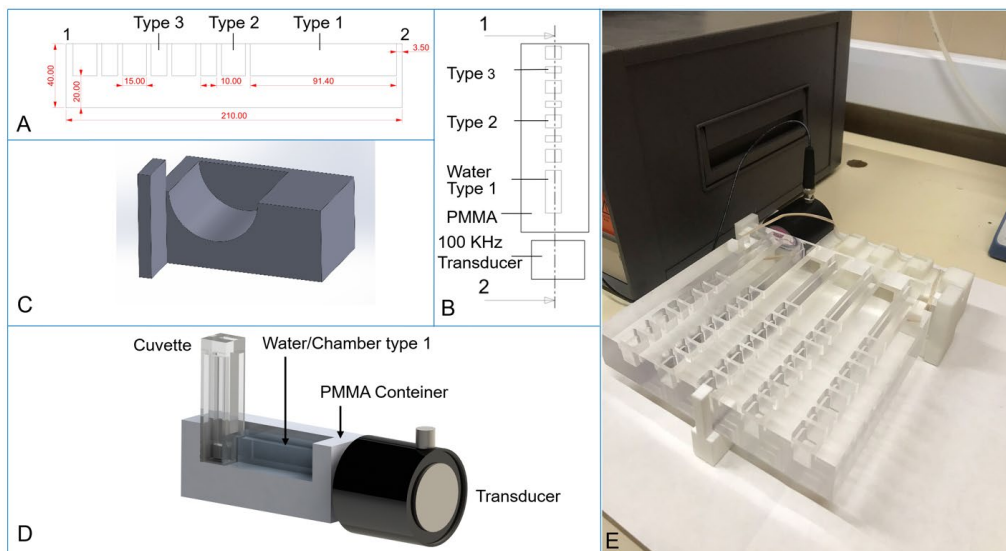 Type 3 Type 2 Type 1
1 2
3.50
40.00
20.00
15.00 10.00 91.40
210.00
A
1
Type 3
Type 2
Water
Type 1
PMMA
100 KHz
Transducer
2
B
C
Cuvette
Water/Chamber type 1
PMMA Conteiner
Transducer
D
E